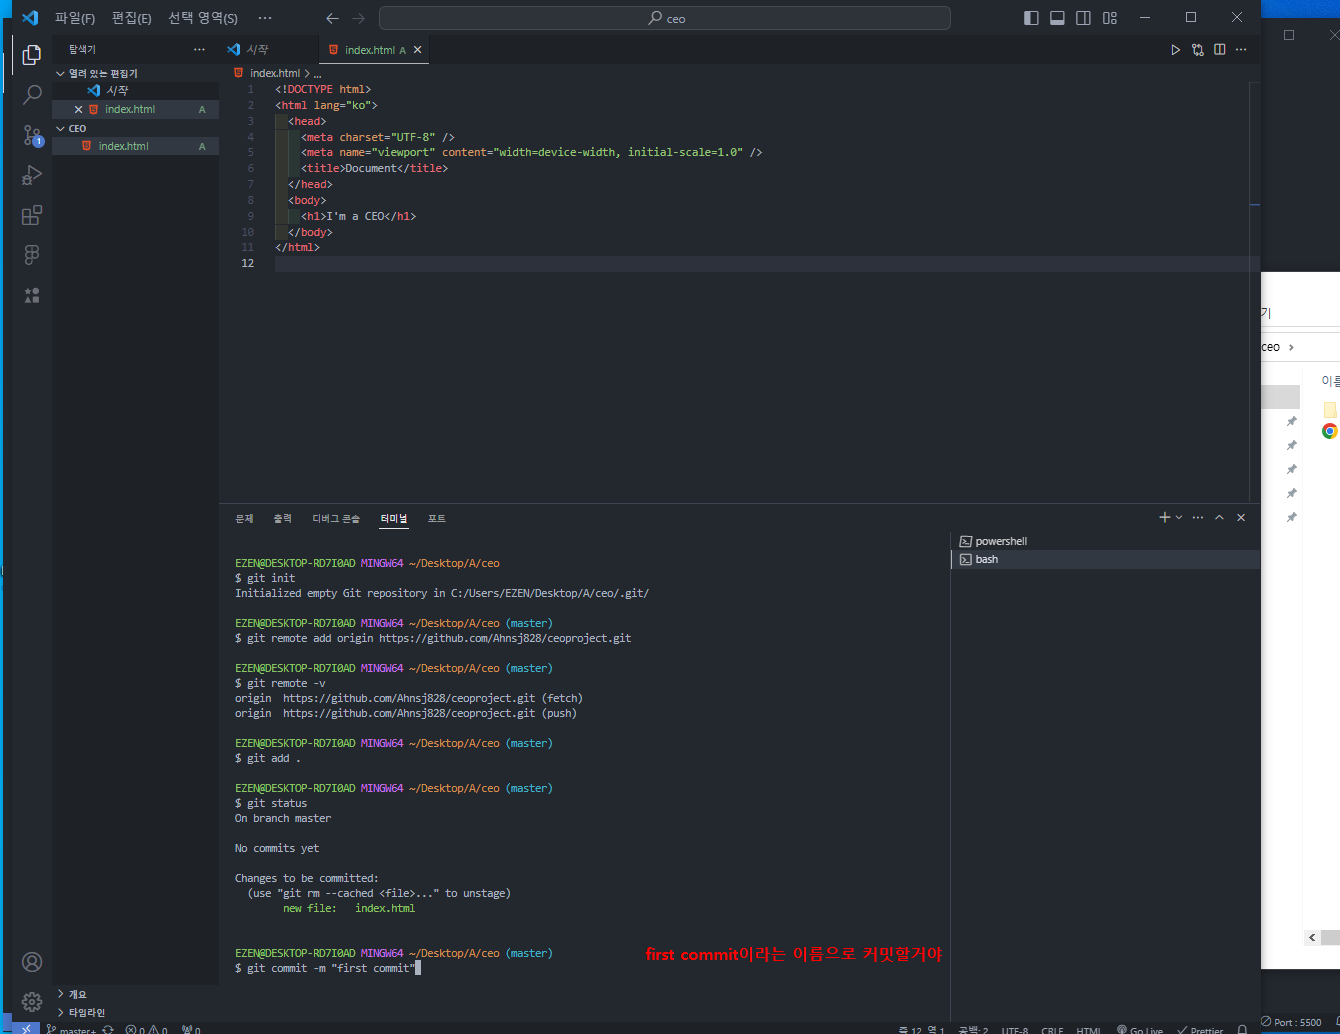 파일(F) 편집(E) 선택 영역(S) ···
ceo
탐색기 ···
시작
index.html A
열려 있는 편집기
시작
index.html A
CEO
index.html A
index.html > ...
1 <!DOCTYPE html>
2 <html lang="ko">
3 <head>
4 <meta charset="UTF-8" />
5 <meta name="viewport" content="width=device-width, initial-scale=1.0" />
6 <title>Document</title>
7 </head>
8 <body>
9 <h1>I'm a CEO</h1>
10 </body>
11 </html>
12
1
기
ceo >
문제 출력 디버그 콘솔 터미널 포트
powershell
bash
EZEN@DESKTOP-RD7I0AD MINGW64 ~/Desktop/A/ceo
$ git init
Initialized empty Git repository in C:/Users/EZEN/Desktop/A/ceo/.git/
EZEN@DESKTOP-RD7I0AD MINGW64 ~/Desktop/A/ceo (master)
$ git remote add origin https://github.com/Ahnsj828/ceoproject.git
EZEN@DESKTOP-RD7I0AD MINGW64 ~/Desktop/A/ceo (master)
$ git remote -v
origin https://github.com/Ahnsj828/ceoproject.git (fetch)
origin https://github.com/Ahnsj828/ceoproject.git (push)
EZEN@DESKTOP-RD7I0AD MINGW64 ~/Desktop/A/ceo (master)
$ git add .
EZEN@DESKTOP-RD7I0AD MINGW64 ~/Desktop/A/ceo (master)
$ git status
On branch master
No commits yet
Changes to be committed:
(use "git rm --cached <file>..." to unstage)
new file: index.html
EZEN@DESKTOP-RD7I0AD MINGW64 ~/Desktop/A/ceo (master)
first commit이라는 이름으로 커밋할거야
$ git commit -m "first commit"
개요
타임라인
master+ 0 0 0
줄 12, 열 1 공백: 2 UTF-8 CRLF HTML Go Live Prettier
Port : 5500